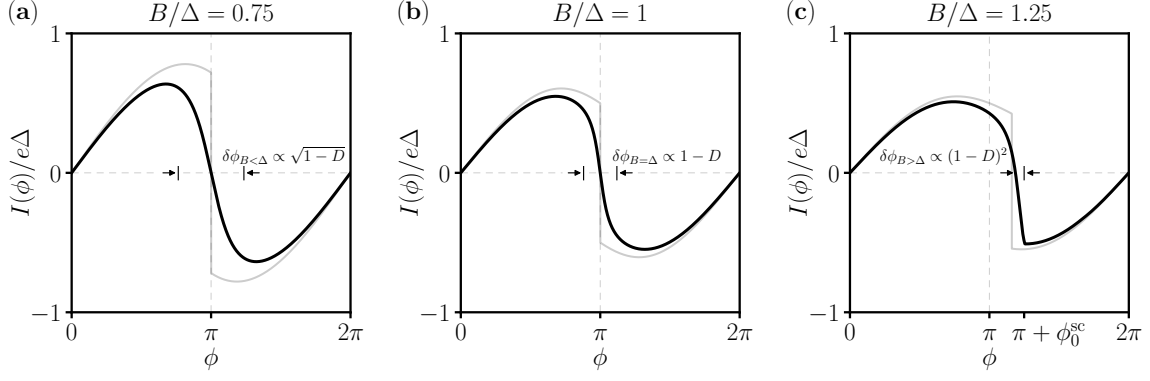 (a) B/Δ = 0.75
1
0
−1
I(ϕ)/eΔ
δϕ_{B<Δ} ∝ √(1 − D)
0 π 2π
ϕ
(b) B/Δ = 1
1
0
−1
I(ϕ)/eΔ
δϕ_{B=Δ} ∝ 1 − D
0 π 2π
ϕ
(c) B/Δ = 1.25
1
0
−1
I(ϕ)/eΔ
δϕ_{B>Δ} ∝ (1 − D)²
0 π π + ϕ₀^{sc} 2π
ϕ